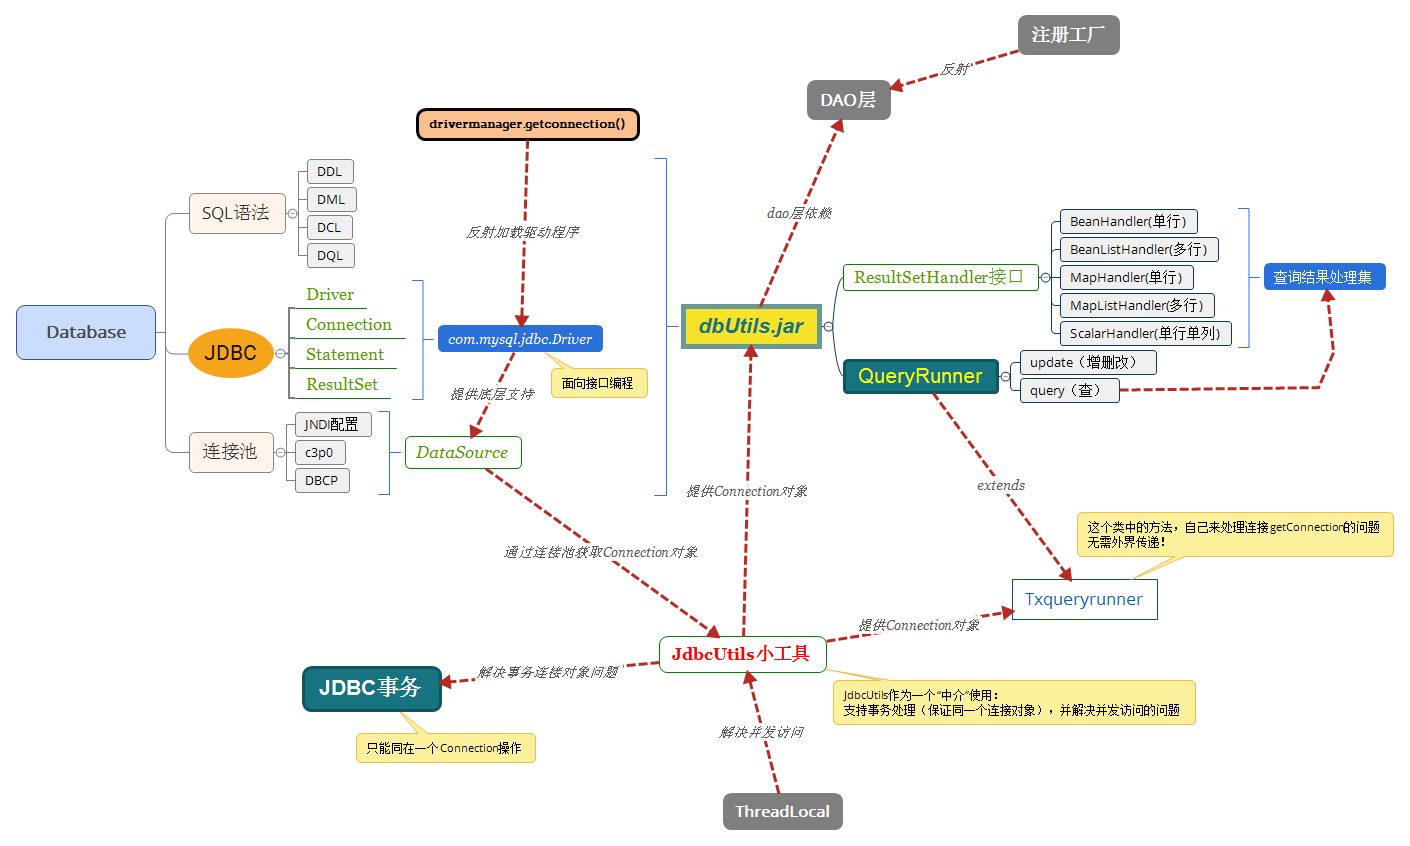 注册工厂
反射
DAO层
drivermanager.getconnection()
DDL
DML
DCL
DQL
SQL语法
反射加载驱动程序
dao层依赖
BeanHandler(单行)
BeanListHandler(多行)
MapHandler(单行)
MapListHandler(多行)
ScalarHandler(单行单列)
ResultSetHandler接口
查询结果处理集
Database
JDBC
Driver
Connection
Statement
ResultSet
com.mysql.jdbc.Driver
面向接口编程
dbUtils.jar
QueryRunner
update（增删改）
query（查）
提供底层支持
连接池
JNDI配置
c3p0
DBCP
DataSource
提供Connection对象
extends
这个类中的方法，自己来处理连接getConnection的问题
无需外界传递！
通过连接池获取Connection对象
Txqueryrunner
提供Connection对象
JdbcUtils小工具
解决事务连接对象问题
JDBC事务
JdbcUtils作为一个“中介”使用：
支持事务处理（保证同一个连接对象），并解决并发访问的问题
只能同在一个Connection操作
解决并发访问
ThreadLocal